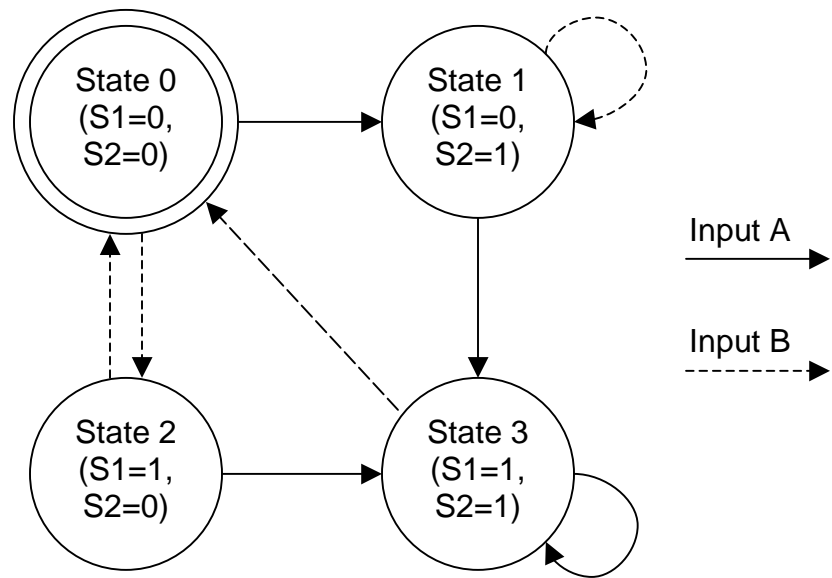 State 0
(S1=0,
S2=0)
State 1
(S1=0,
S2=1)
Input A
Input B
State 2
(S1=1,
S2=0)
State 3
(S1=1,
S2=1)